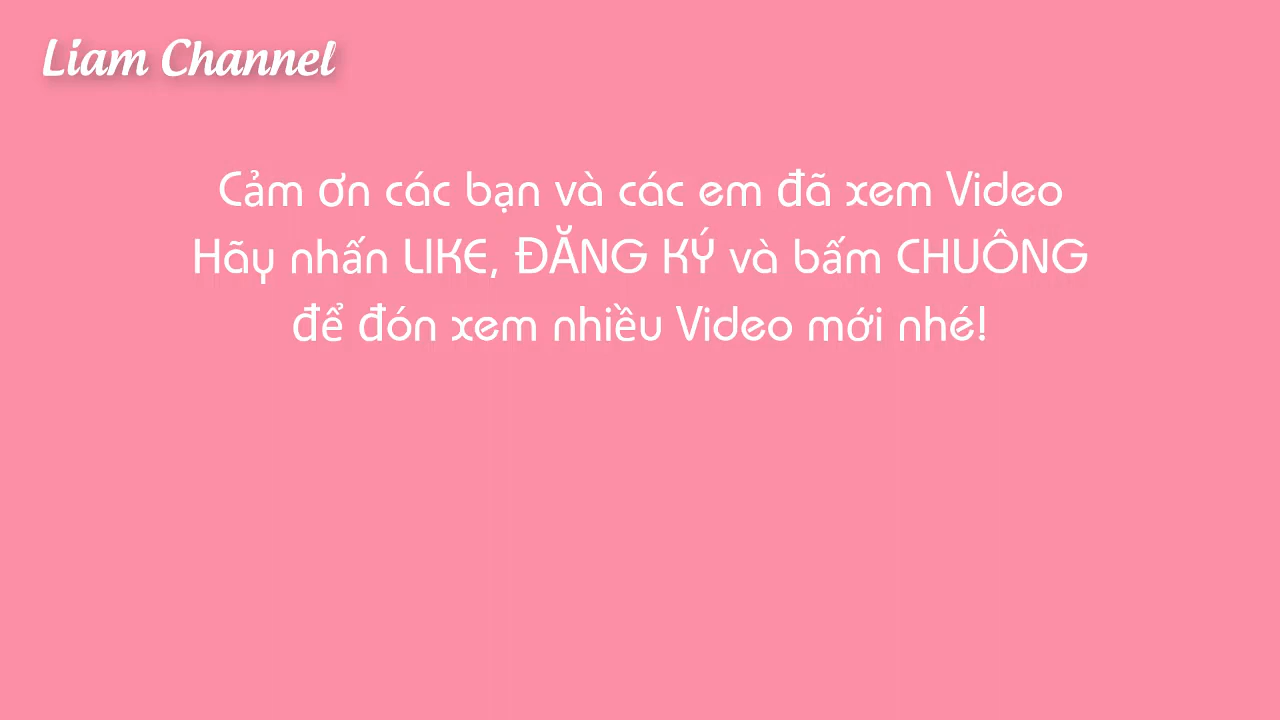 Liam Channel
Cảm ơn các bạn và các em đã xem Video
Hãy nhấn LIKE, ĐĂNG KÝ và bấm CHUÔNG
để đón xem nhiều Video mới nhé!